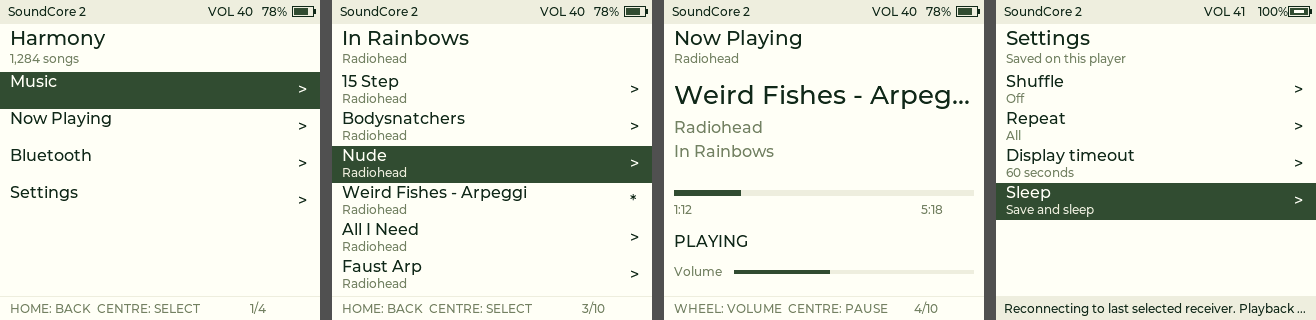 SoundCore 2 VOL 40 78%
Harmony
1,284 songs
Music >
Now Playing >
Bluetooth >
Settings >
HOME: BACK CENTRE: SELECT 1/4
SoundCore 2 VOL 40 78%
In Rainbows
Radiohead
15 Step >
Radiohead
Bodysnatchers >
Radiohead
Nude >
Radiohead
Weird Fishes - Arpeggi *
Radiohead
All I Need >
Radiohead
Faust Arp >
Radiohead
HOME: BACK CENTRE: SELECT 3/10
SoundCore 2 VOL 40 78%
Now Playing
Radiohead
Weird Fishes - Arpeg...
Radiohead
In Rainbows
1:12 5:18
PLAYING
Volume
WHEEL: VOLUME CENTRE: PAUSE 4/10
SoundCore 2 VOL 41 100%
Settings
Saved on this player
Shuffle >
Off
Repeat >
All
Display timeout >
60 seconds
Sleep >
Save and sleep
Reconnecting to last selected receiver. Playback ...